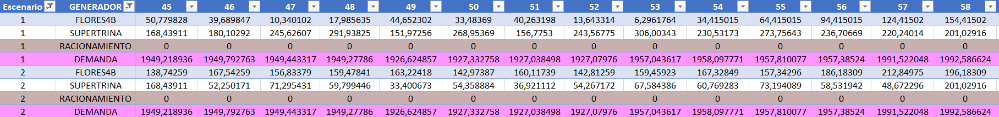 Escenario GENERADOR 45 46 47 48 49 50 51 52 53 54 55 56 57 58
1 FLORES4B 50,779828 39,689847 10,340102 17,985635 44,652302 33,48369 40,263198 13,643314 6,2961764 34,415015 64,415015 94,415015 124,41502 154,41502
1 SUPERTRINA 168,43911 180,10292 245,62607 291,93825 151,97256 268,95369 156,7753 243,56775 306,00343 230,53173 273,75643 236,70669 220,24014 201,02916
1 RACIONAMIENTO 0 0 0 0 0 0 0 0 0 0 0 0 0 0
1 DEMANDA 1949,218936 1949,792763 1949,443317 1949,27786 1926,624857 1927,332758 1927,038498 1927,07976 1957,043617 1958,097771 1957,810077 1957,38524 1991,522048 1992,586624
2 FLORES4B 138,74259 167,54259 156,83379 159,47841 163,22418 142,97387 160,11739 142,81259 159,45923 167,32849 157,34296 186,18309 212,84975 196,18309
2 SUPERTRINA 168,43911 52,250171 71,295431 59,799446 33,400673 54,358884 36,921112 54,267172 67,584386 60,769283 73,194089 58,531942 48,672296 201,02916
2 RACIONAMIENTO 0 0 0 0 0 0 0 0 0 0 0 0 0 0
2 DEMANDA 1949,218936 1949,792763 1949,443317 1949,27786 1926,624857 1927,332758 1927,038498 1927,07976 1957,043617 1958,097771 1957,810077 1957,38524 1991,522048 1992,586624